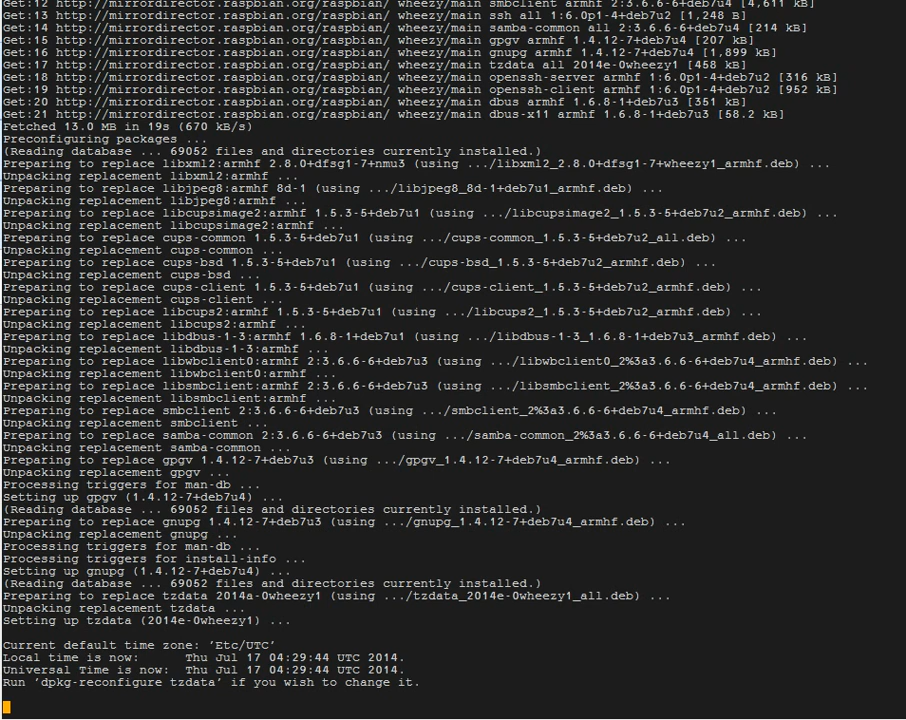 Get:12 http://mirrordirector.raspbian.org/raspbian/ wheezy/main smbclient armhf 2:3.6.6-6+deb7u4 [4,611 kB]
Get:13 http://mirrordirector.raspbian.org/raspbian/ wheezy/main ssh all 1:6.0p1-4+deb7u2 [1,248 B]
Get:14 http://mirrordirector.raspbian.org/raspbian/ wheezy/main samba-common all 2:3.6.6-6+deb7u4 [214 kB]
Get:15 http://mirrordirector.raspbian.org/raspbian/ wheezy/main gpgv armhf 1.4.12-7+deb7u4 [207 kB]
Get:16 http://mirrordirector.raspbian.org/raspbian/ wheezy/main gnupg armhf 1.4.12-7+deb7u4 [1,899 kB]
Get:17 http://mirrordirector.raspbian.org/raspbian/ wheezy/main tzdata all 2014e-0wheezy1 [458 kB]
Get:18 http://mirrordirector.raspbian.org/raspbian/ wheezy/main openssh-server armhf 1:6.0p1-4+deb7u2 [316 kB]
Get:19 http://mirrordirector.raspbian.org/raspbian/ wheezy/main openssh-client armhf 1:6.0p1-4+deb7u2 [952 kB]
Get:20 http://mirrordirector.raspbian.org/raspbian/ wheezy/main dbus armhf 1.6.8-1+deb7u3 [351 kB]
Get:21 http://mirrordirector.raspbian.org/raspbian/ wheezy/main dbus-x11 armhf 1.6.8-1+deb7u3 [58.2 kB]
Fetched 13.0 MB in 19s (670 kB/s)
Preconfiguring packages ...
(Reading database ... 69052 files and directories currently installed.)
Preparing to replace libxml2:armhf 2.8.0+dfsg1-7+nmu3 (using .../libxml2_2.8.0+dfsg1-7+wheezy1_armhf.deb) ...
Unpacking replacement libxml2:armhf ...
Preparing to replace libjpeg8:armhf 8d-1 (using .../libjpeg8_8d-1+deb7u1_armhf.deb) ...
Unpacking replacement libjpeg8:armhf ...
Preparing to replace libcupsimage2:armhf 1.5.3-5+deb7u1 (using .../libcupsimage2_1.5.3-5+deb7u2_armhf.deb) ...
Unpacking replacement libcupsimage2:armhf ...
Preparing to replace cups-common 1.5.3-5+deb7u1 (using .../cups-common_1.5.3-5+deb7u2_all.deb) ...
Unpacking replacement cups-common ...
Preparing to replace cups-bsd 1.5.3-5+deb7u1 (using .../cups-bsd_1.5.3-5+deb7u2_armhf.deb) ...
Unpacking replacement cups-bsd ...
Preparing to replace cups-client 1.5.3-5+deb7u1 (using .../cups-client_1.5.3-5+deb7u2_armhf.deb) ...
Unpacking replacement cups-client ...
Preparing to replace libcups2:armhf 1.5.3-5+deb7u1 (using .../libcups2_1.5.3-5+deb7u2_armhf.deb) ...
Unpacking replacement libcups2:armhf ...
Preparing to replace libdbus-1-3:armhf 1.6.8-1+deb7u1 (using .../libdbus-1-3_1.6.8-1+deb7u3_armhf.deb) ...
Unpacking replacement libdbus-1-3:armhf ...
Preparing to replace libwbclient0:armhf 2:3.6.6-6+deb7u3 (using .../libwbclient0_2%3a3.6.6-6+deb7u4_armhf.deb) ...
Unpacking replacement libwbclient0:armhf ...
Preparing to replace libsmbclient:armhf 2:3.6.6-6+deb7u3 (using .../libsmbclient_2%3a3.6.6-6+deb7u4_armhf.deb) ...
Unpacking replacement libsmbclient:armhf ...
Preparing to replace smbclient 2:3.6.6-6+deb7u3 (using .../smbclient_2%3a3.6.6-6+deb7u4_armhf.deb) ...
Unpacking replacement smbclient ...
Preparing to replace samba-common 2:3.6.6-6+deb7u3 (using .../samba-common_2%3a3.6.6-6+deb7u4_all.deb) ...
Unpacking replacement samba-common ...
Preparing to replace gpgv 1.4.12-7+deb7u3 (using .../gpgv_1.4.12-7+deb7u4_armhf.deb) ...
Unpacking replacement gpgv ...
Processing triggers for man-db ...
Setting up gpgv (1.4.12-7+deb7u4) ...
(Reading database ... 69052 files and directories currently installed.)
Preparing to replace gnupg 1.4.12-7+deb7u3 (using .../gnupg_1.4.12-7+deb7u4_armhf.deb) ...
Unpacking replacement gnupg ...
Processing triggers for man-db ...
Processing triggers for install-info ...
Setting up gnupg (1.4.12-7+deb7u4) ...
(Reading database ... 69052 files and directories currently installed.)
Preparing to replace tzdata 2014a-0wheezy1 (using .../tzdata_2014e-0wheezy1_all.deb) ...
Unpacking replacement tzdata ...
Setting up tzdata (2014e-0wheezy1) ...
Current default time zone: 'Etc/UTC'
Local time is now:      Thu Jul 17 04:29:44 UTC 2014.
Universal Time is now:  Thu Jul 17 04:29:44 UTC 2014.
Run 'dpkg-reconfigure tzdata' if you wish to change it.